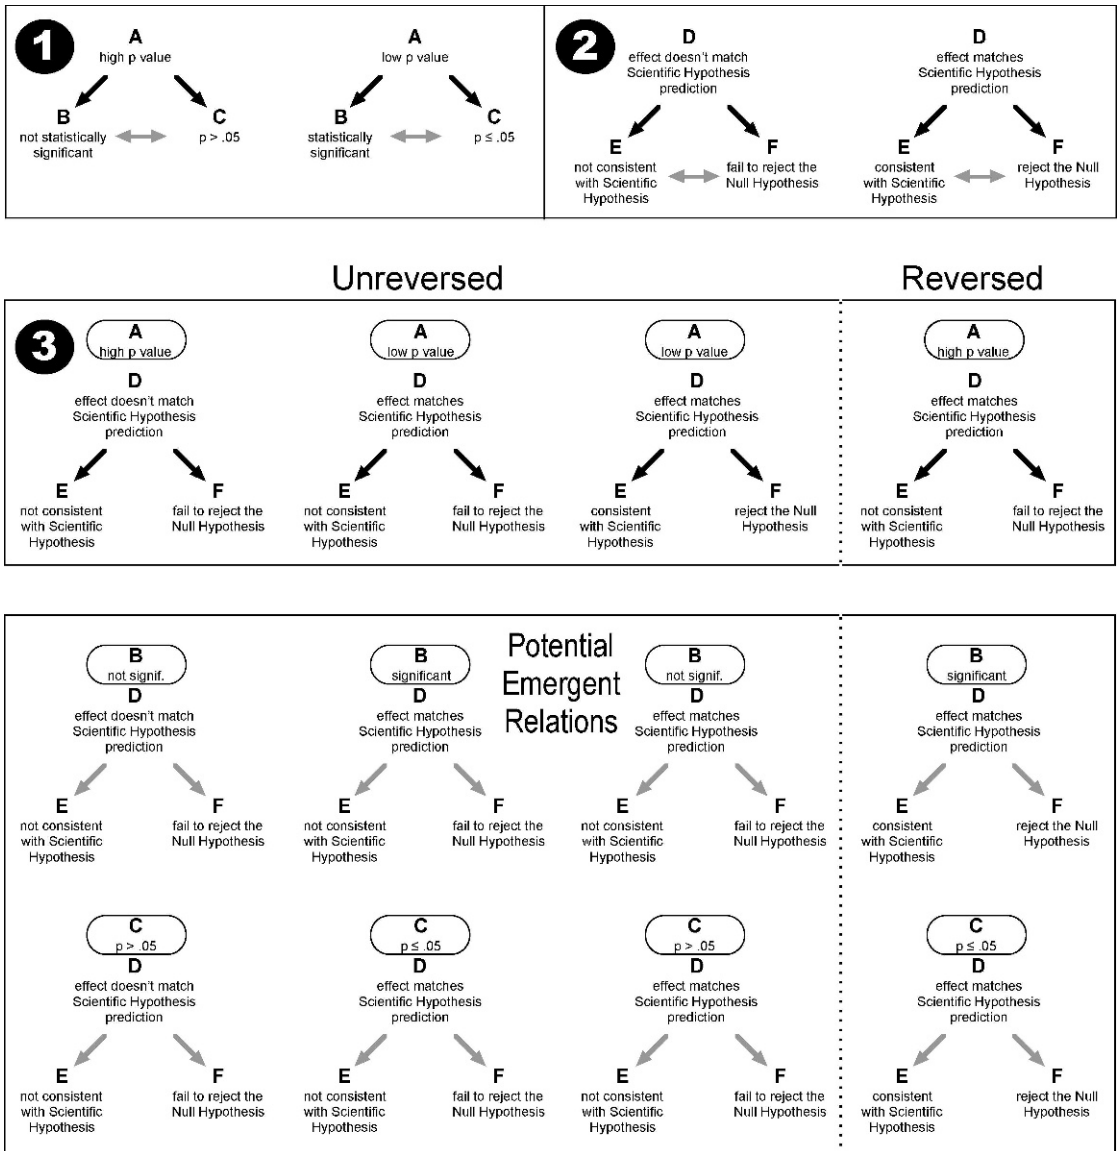 1
A
high p value
B
not statistically
significant
C
p > .05
A
low p value
B
statistically
significant
C
p ≤ .05
2
D
effect doesn't match
Scientific Hypothesis
prediction
E
not consistent
with Scientific
Hypothesis
F
fail to reject the
Null Hypothesis
D
effect matches
Scientific Hypothesis
prediction
E
consistent
with Scientific
Hypothesis
F
reject the Null
Hypothesis
Unreversed
Reversed
3
A
high p value
D
effect doesn't match
Scientific Hypothesis
prediction
E
not consistent
with Scientific
Hypothesis
F
fail to reject the
Null Hypothesis
A
low p value
D
effect matches
Scientific Hypothesis
prediction
E
not consistent
with Scientific
Hypothesis
F
fail to reject the
Null Hypothesis
A
low p value
D
effect matches
Scientific Hypothesis
prediction
E
consistent
with Scientific
Hypothesis
F
reject the Null
Hypothesis
A
high p value
D
effect matches
Scientific Hypothesis
prediction
E
not consistent
with Scientific
Hypothesis
F
fail to reject the
Null Hypothesis
Potential
Emergent
Relations
B
not signif.
D
effect doesn't match
Scientific Hypothesis
prediction
E
not consistent
with Scientific
Hypothesis
F
fail to reject the
Null Hypothesis
B
significant
D
effect matches
Scientific Hypothesis
prediction
E
not consistent
with Scientific
Hypothesis
F
fail to reject the
Null Hypothesis
B
not signif.
D
effect matches
Scientific Hypothesis
prediction
E
not consistent
with Scientific
Hypothesis
F
fail to reject the
Null Hypothesis
B
significant
D
effect matches
Scientific Hypothesis
prediction
E
consistent
with Scientific
Hypothesis
F
reject the Null
Hypothesis
C
p > .05
D
effect doesn't match
Scientific Hypothesis
prediction
E
not consistent
with Scientific
Hypothesis
F
fail to reject the
Null Hypothesis
C
p ≤ .05
D
effect matches
Scientific Hypothesis
prediction
E
not consistent
with Scientific
Hypothesis
F
fail to reject the
Null Hypothesis
C
p > .05
D
effect matches
Scientific Hypothesis
prediction
E
not consistent
with Scientific
Hypothesis
F
fail to reject the
Null Hypothesis
C
p ≤ .05
D
effect matches
Scientific Hypothesis
prediction
E
consistent
with Scientific
Hypothesis
F
reject the Null
Hypothesis